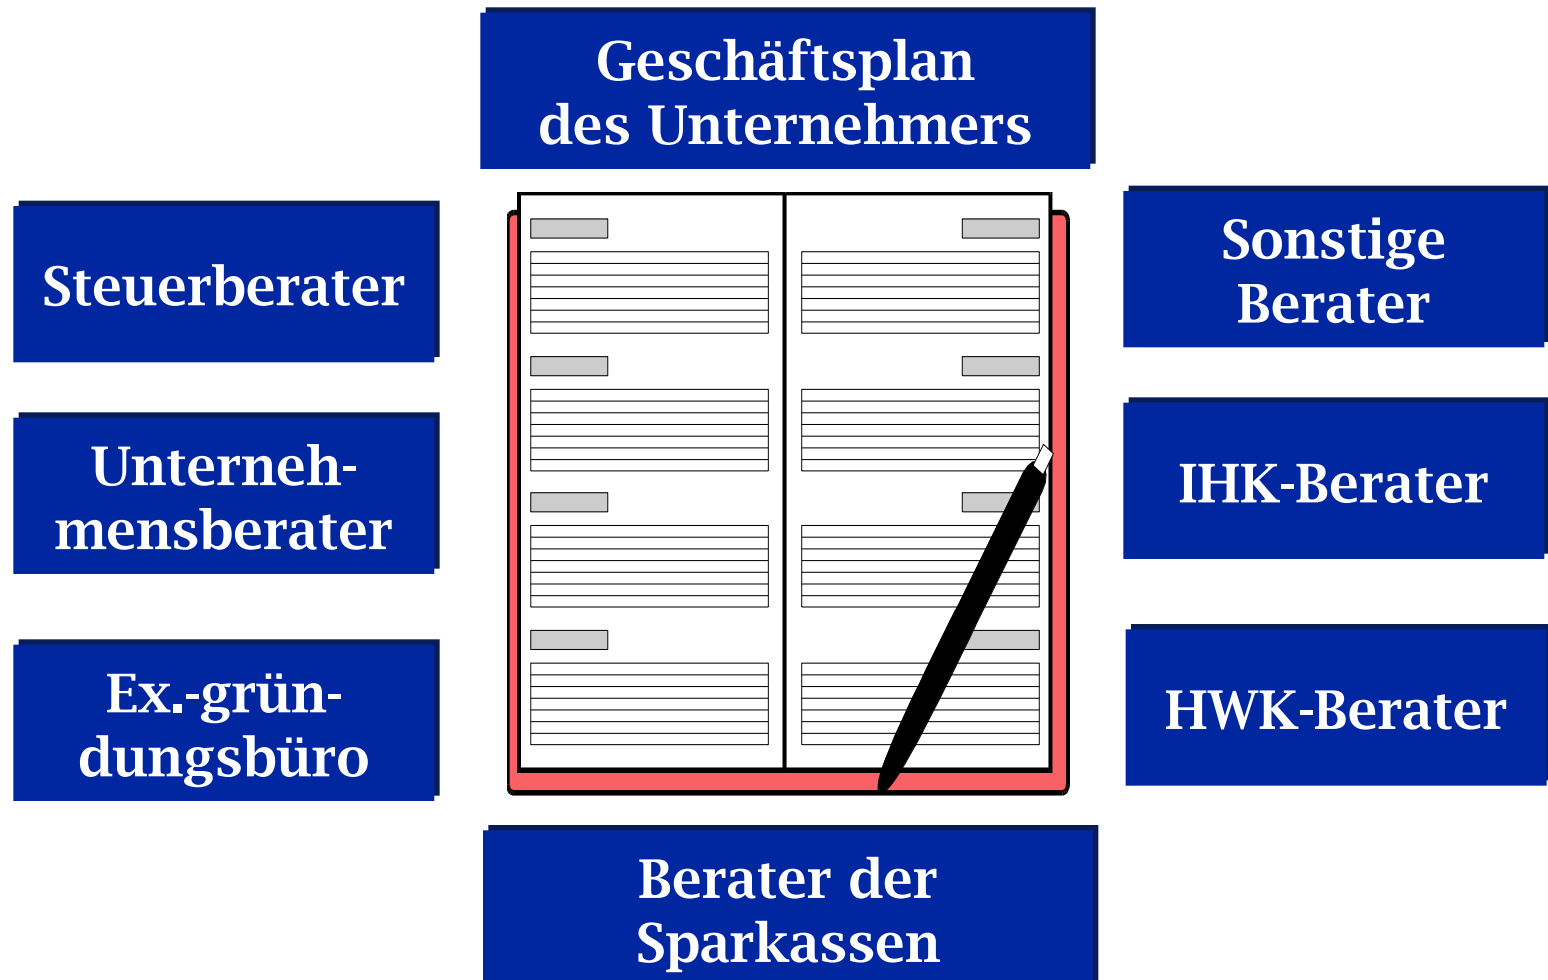 Geschäftsplan
des Unternehmers
Steuerberater
Unterneh-
mensberater
Ex.-grün-
dungsbüro
Sonstige
Berater
IHK-Berater
HWK-Berater
Berater der
Sparkassen